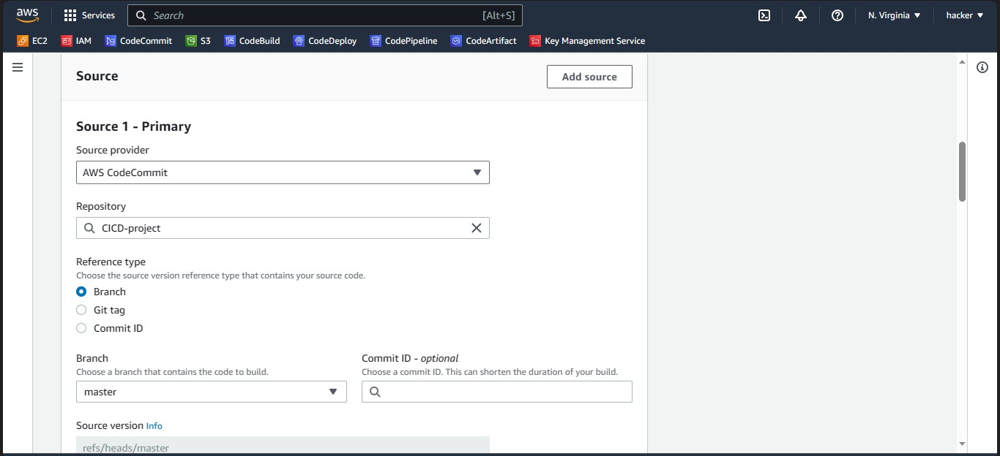 aws Services Search [Alt+S] N. Virginia ▼ hacker ▼
EC2 IAM CodeCommit S3 CodeBuild CodeDeploy CodePipeline CodeArtifact Key Management Service
Source Add source
Source 1 - Primary
Source provider
AWS CodeCommit
Repository
CICD-project
Reference type
Choose the source version reference type that contains your source code.
Branch
Git tag
Commit ID
Branch
Choose a branch that contains the code to build.
master
Commit ID - optional
Choose a commit ID. This can shorten the duration of your build.
Source version Info
refs/heads/master